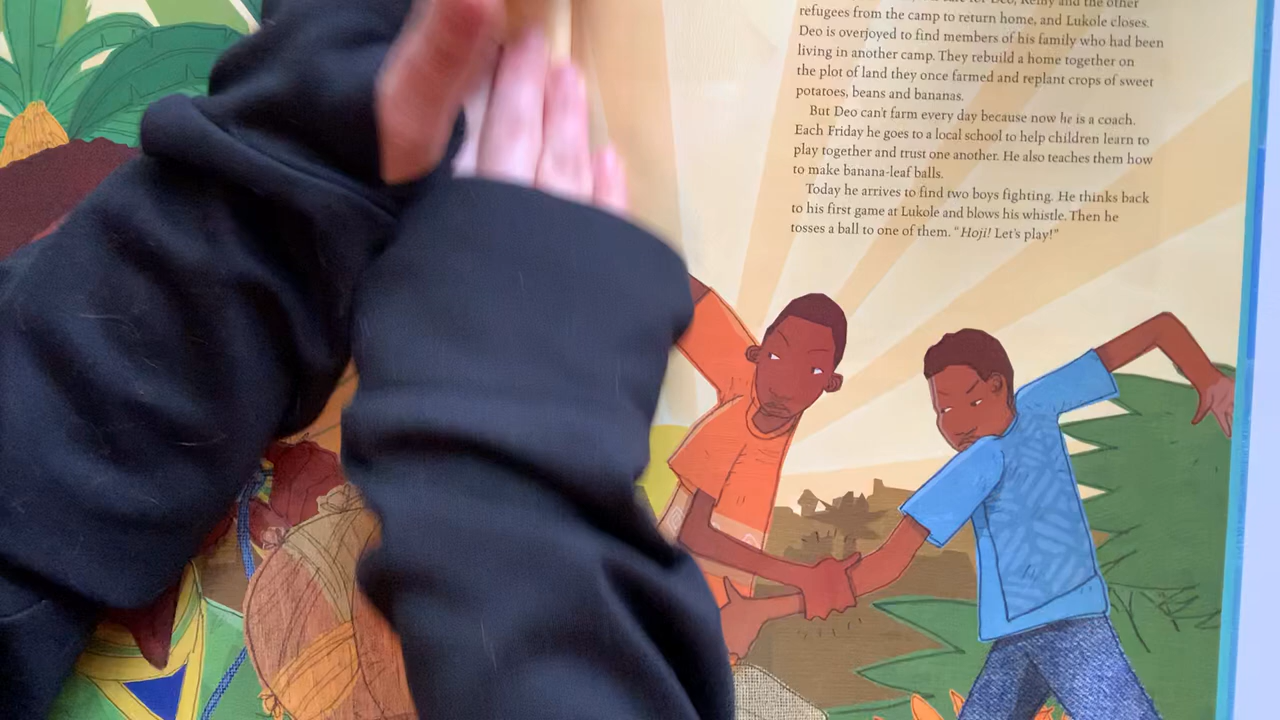 for Deo, Remy and the other
refugees from the camp to return home, and Lukole closes.
Deo is overjoyed to find members of his family who had been
living in another camp. They rebuild a home together on
the plot of land they once farmed and replant crops of sweet
potatoes, beans and bananas.
But Deo can't farm every day because now he is a coach.
Each Friday he goes to a local school to help children learn to
play together and trust one another. He also teaches them how
to make banana-leaf balls.
Today he arrives to find two boys fighting. He thinks back
to his first game at Lukole and blows his whistle. Then he
tosses a ball to one of them. "Hoji! Let's play!"